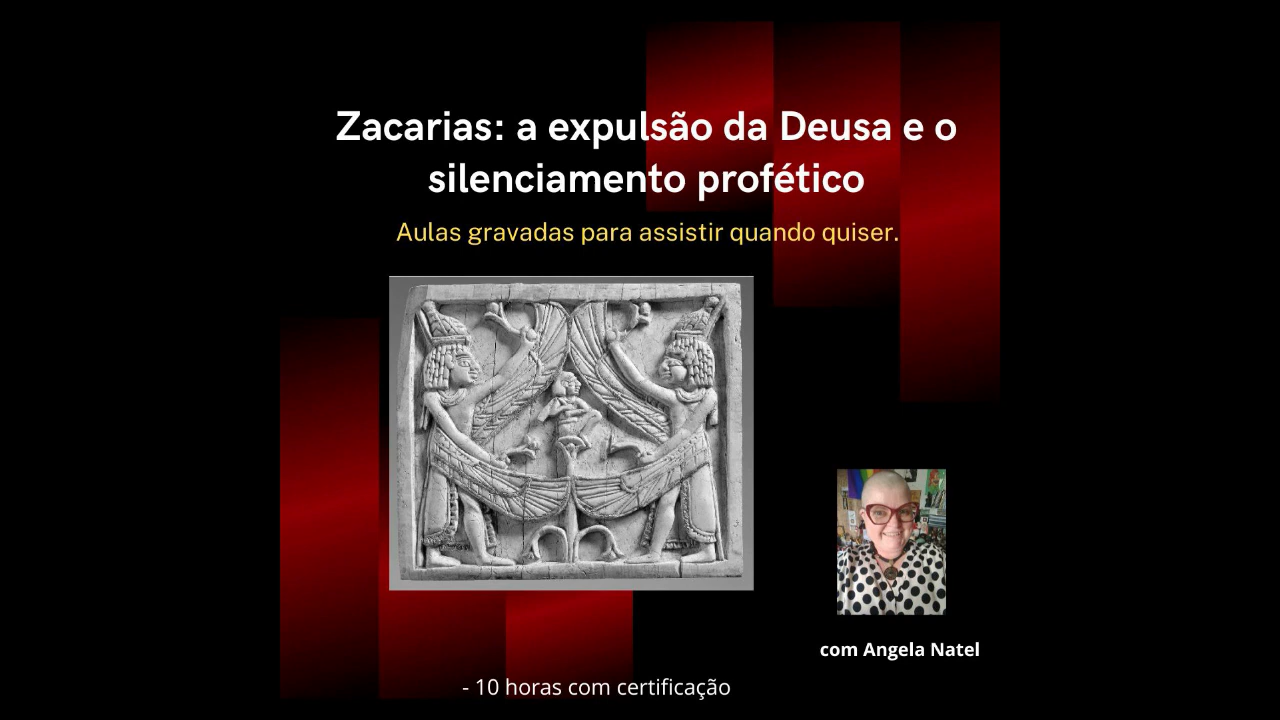 Zacarias: a expulsão da Deusa e o
silenciamento profético
Aulas gravadas para assistir quando quiser.
com Angela Natel
- 10 horas com certificação